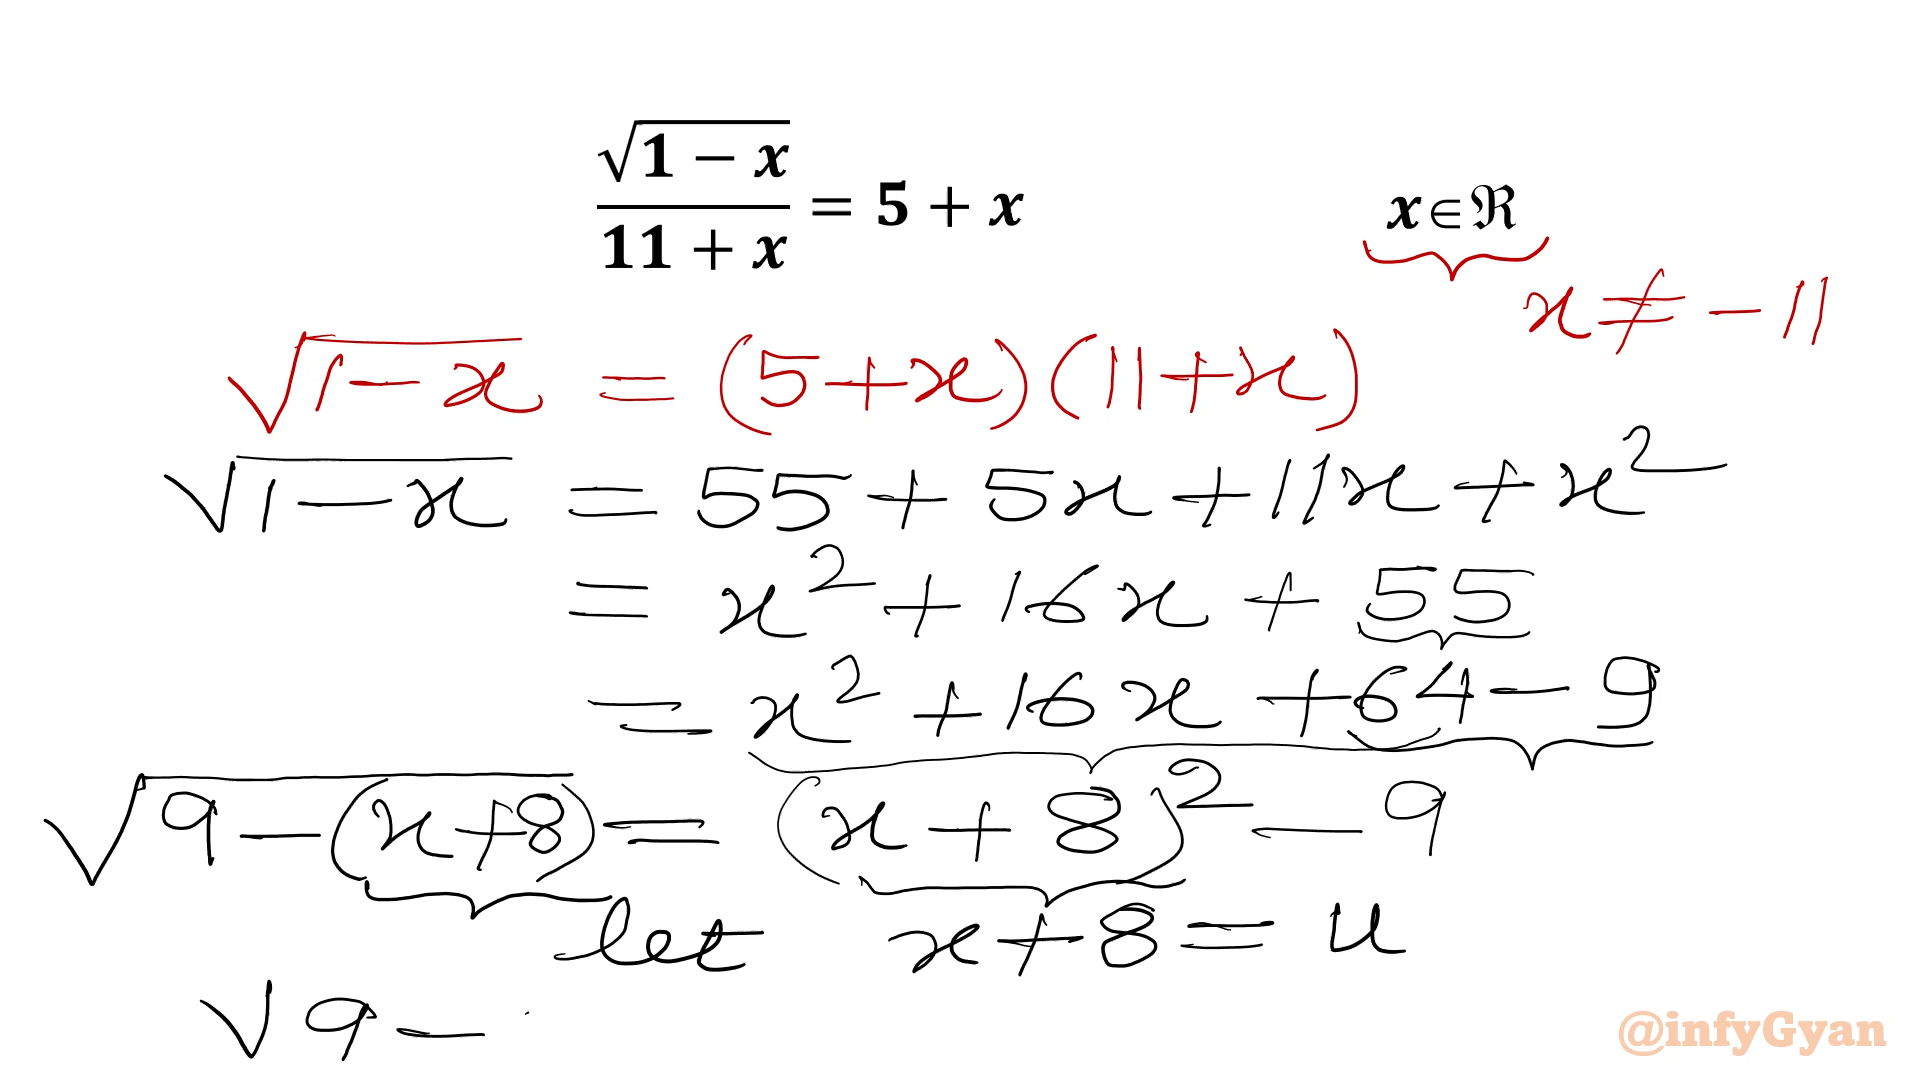 √(1 − x) / (11 + x) = 5 + x
x ∈ ℜ
x ≠ −11
√(1 − x) = (5 + x)(11 + x)
√(1 − x) = 55 + 5x + 11x + x²
= x² + 16x + 55
= x² + 16x + 64 − 9
√(9 − (x + 8)) = (x + 8)² − 9
let x + 8 = u
√9 −
@infyGyan